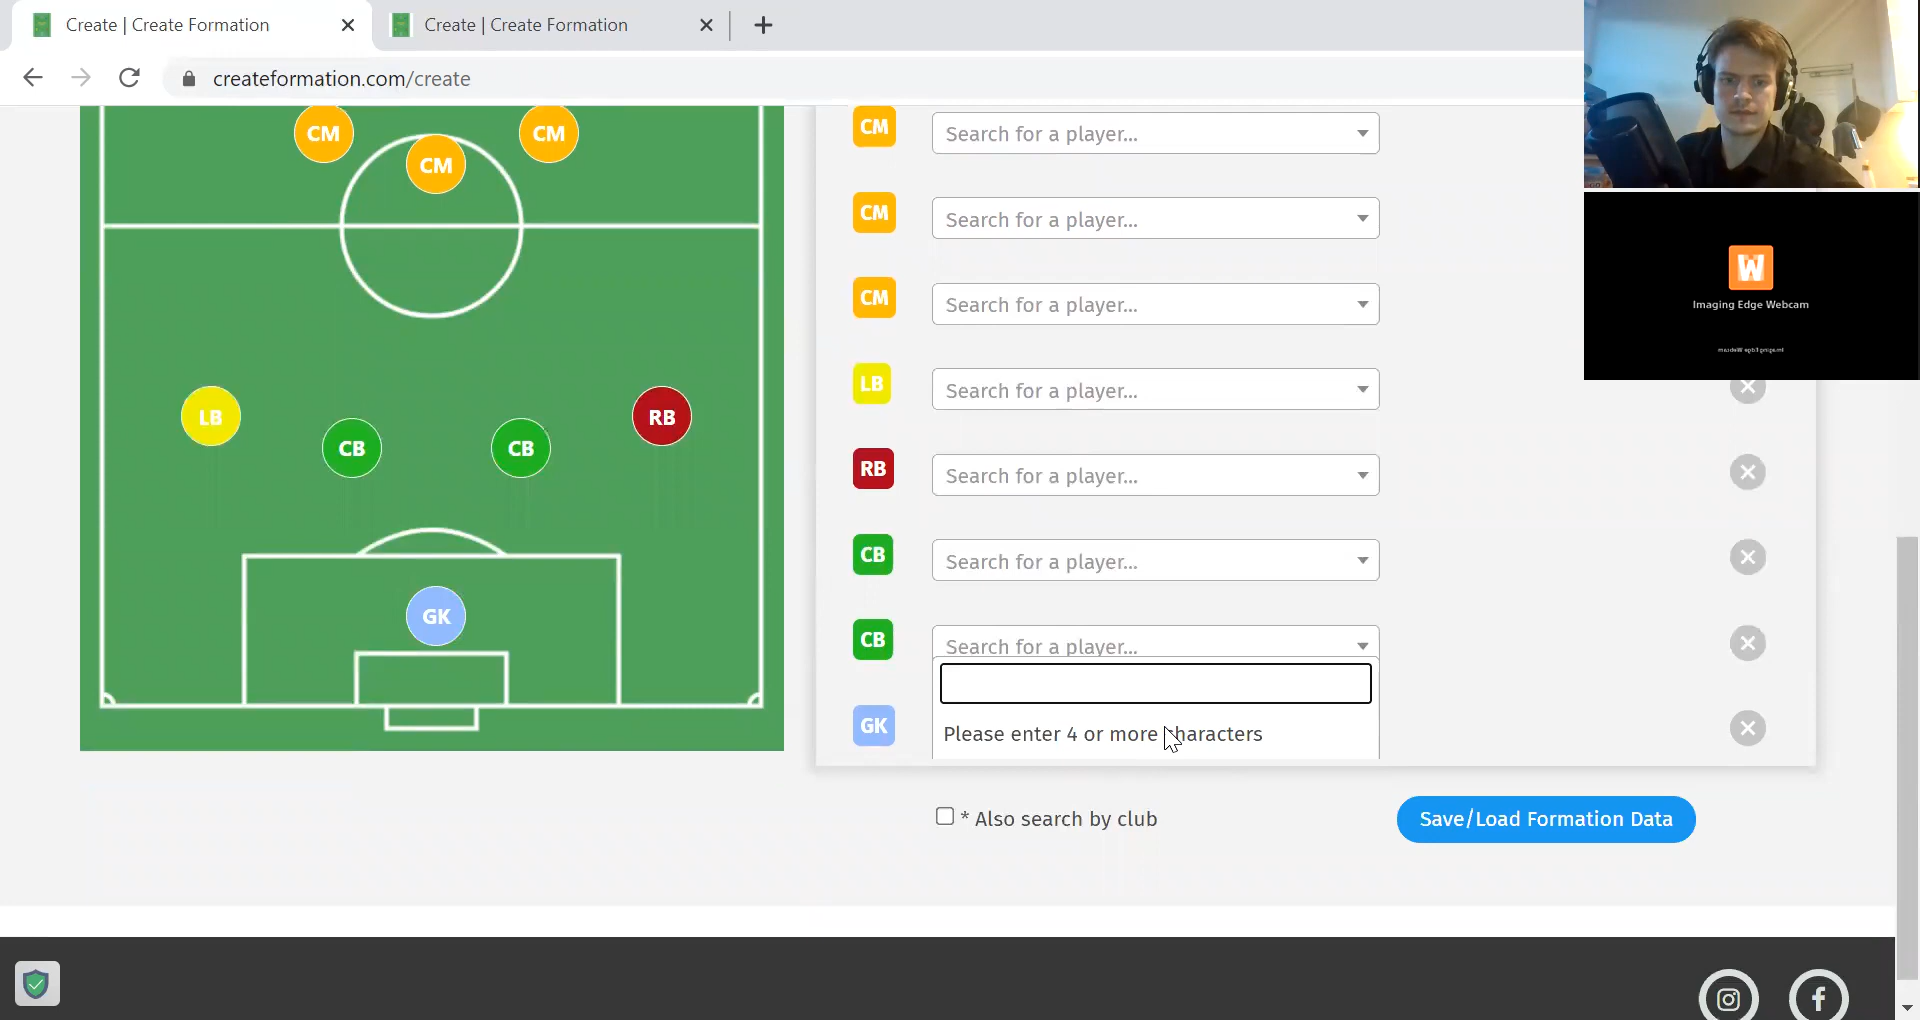 Create | Create Formation
Create | Create Formation
createformation.com/create
CM
CM
CM
LB
CB
CB
RB
GK
CM
Search for a player...
CM
Search for a player...
CM
Search for a player...
LB
Search for a player...
RB
Search for a player...
CB
Search for a player...
CB
Search for a player...
Please enter 4 or more characters
GK
* Also search by club
Save/Load Formation Data
W
Imaging Edge Webcam